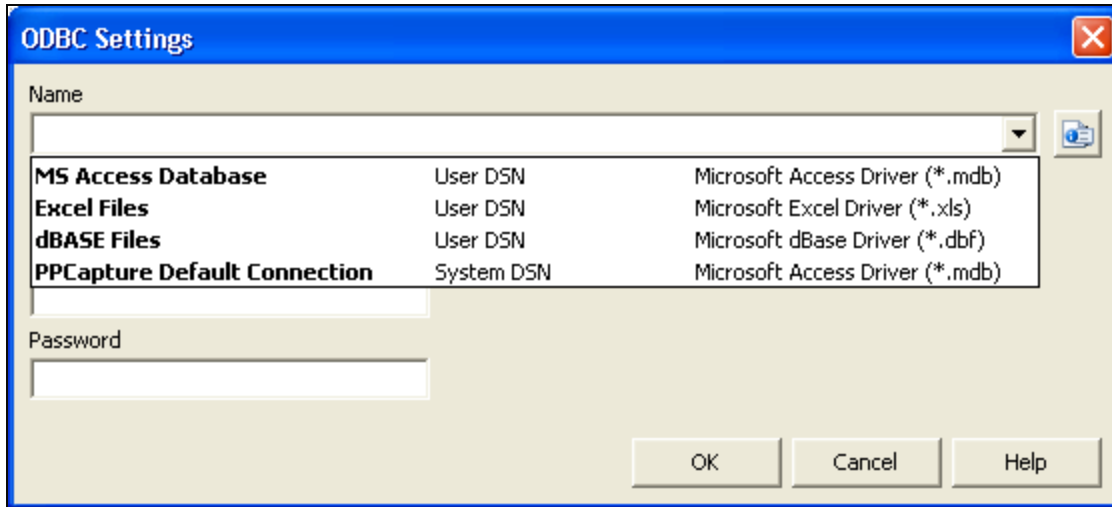 ODBC Settings
Name
MS Access Database User DSN Microsoft Access Driver (*.mdb)
Excel Files User DSN Microsoft Excel Driver (*.xls)
dBASE Files User DSN Microsoft dBase Driver (*.dbf)
PPCapture Default Connection System DSN Microsoft Access Driver (*.mdb)
Password
OK Cancel Help